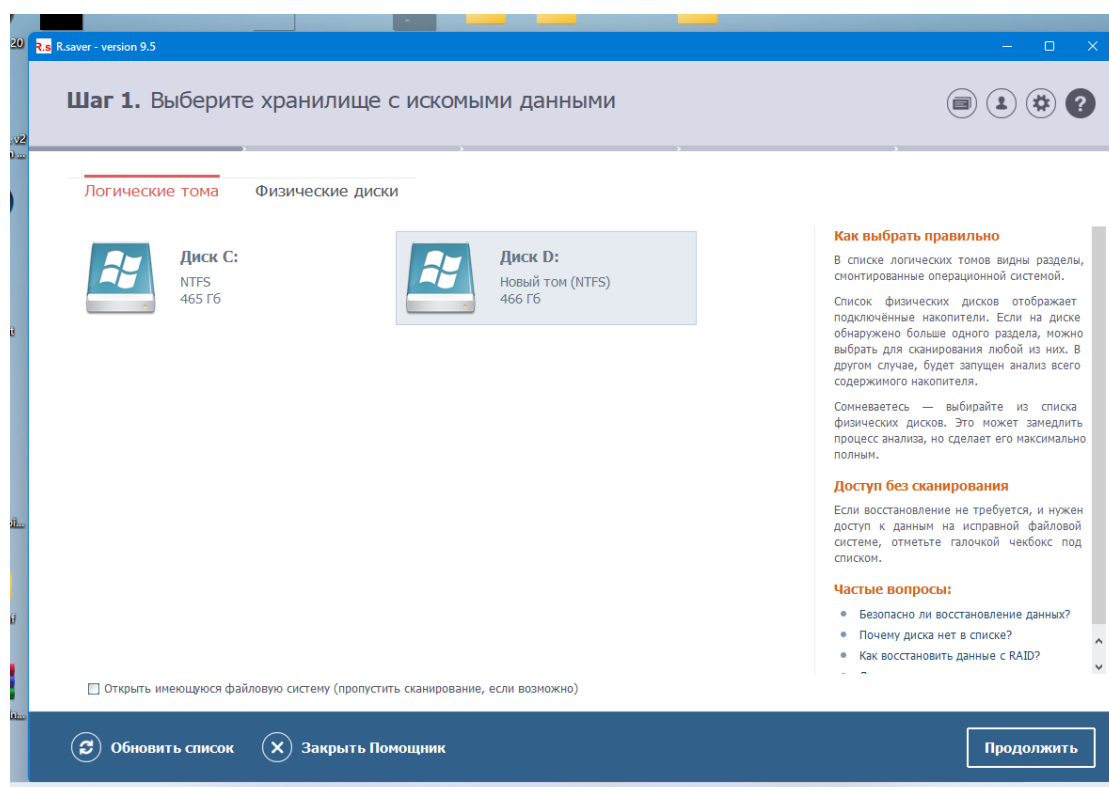 20
R.s R.saver - version 9.5
Шаг 1. Выберите хранилище с искомыми данными
?
.v2
Логические тома
Физические диски
Диск C:
NTFS
465 Гб
Диск D:
Новый том (NTFS)
466 Гб
Как выбрать правильно
В списке логических томов видны разделы,
смонтированные операционной системой.
Список физических дисков отображает
подключённые накопители. Если на диске
обнаружено больше одного раздела, можно
выбрать для сканирования любой из них. В
другом случае, будет запущен анализ всего
содержимого накопителя.
Сомневаетесь — выбирайте из списка
физических дисков. Это может замедлить
процесс анализа, но сделает его максимально
полным.
Доступ без сканирования
Если восстановление не требуется, и нужен
доступ к данным на исправной файловой
системе, отметьте галочкой чекбокс под
списком.
Частые вопросы:
Безопасно ли восстановление данных?
Почему диска нет в списке?
Как восстановить данные с RAID?
Открыть имеющуюся файловую систему (пропустить сканирование, если возможно)
Обновить список
Закрыть Помощник
Продолжить